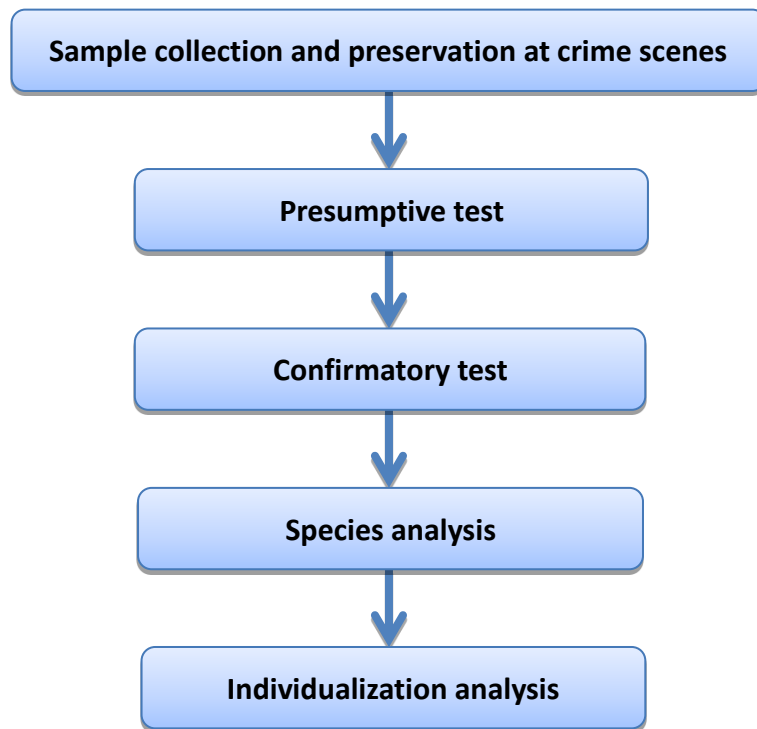 Sample collection and preservation at crime scenes
Presumptive test
Confirmatory test
Species analysis
Individualization analysis